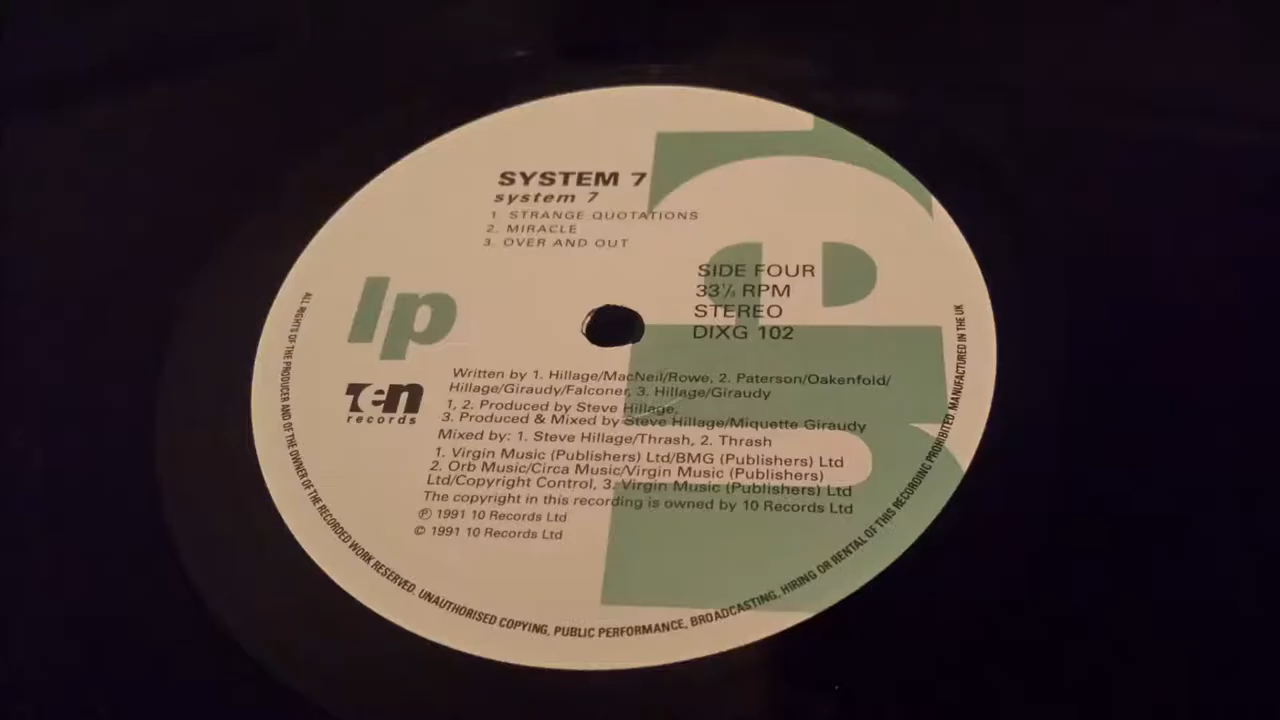 SYSTEM 7
system 7
1. STRANGE QUOTATIONS
2. MIRACLE
3. OVER AND OUT
SIDE FOUR
33⅓ RPM
STEREO
DIXG 102
lp
Ten
records
Written by 1. Hillage/MacNeil/Rowe, 2. Paterson/Oakenfold/
Hillage/Giraudy/Falconer, 3. Hillage/Giraudy
1, 2. Produced by Steve Hillage,
3. Produced & Mixed by Steve Hillage/Miquette Giraudy
Mixed by: 1. Steve Hillage/Thrash, 2. Thrash
1. Virgin Music (Publishers) Ltd/BMG (Publishers) Ltd
2. Orb Music/Circa Music/Virgin Music (Publishers)
Ltd/Copyright Control, 3. Virgin Music (Publishers) Ltd
The copyright in this recording is owned by 10 Records Ltd
℗ 1991 10 Records Ltd
© 1991 10 Records Ltd
ALL RIGHTS OF THE PRODUCER AND OF THE OWNER OF THE RECORDED WORK RESERVED. UNAUTHORISED COPYING, PUBLIC PERFORMANCE, BROADCASTING, HIRING OR RENTAL OF THIS RECORDING PROHIBITED. MANUFACTURED IN THE UK